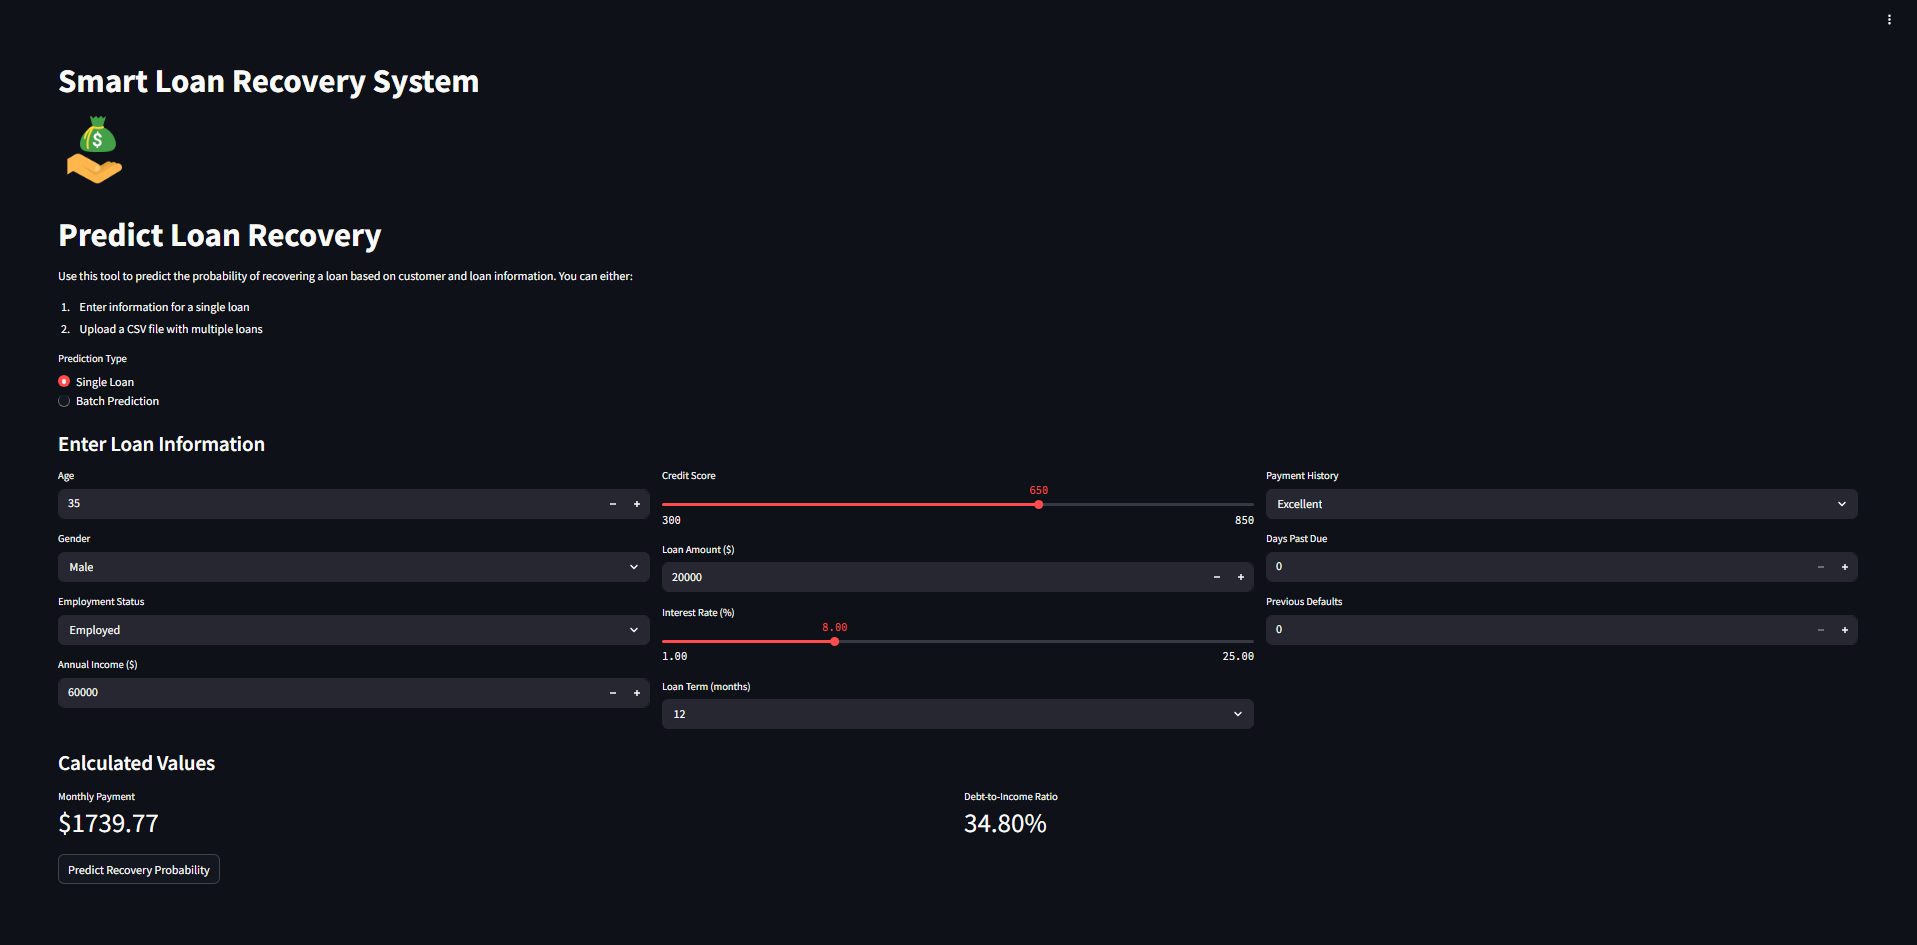 Smart Loan Recovery System
$
Predict Loan Recovery
Use this tool to predict the probability of recovering a loan based on customer and loan information. You can either:
1. Enter information for a single loan
2. Upload a CSV file with multiple loans
Prediction Type
Single Loan
Batch Prediction
Enter Loan Information
Age
35
Gender
Male
Employment Status
Employed
Annual Income ($)
60000
Credit Score
650
300 850
Loan Amount ($)
20000
Interest Rate (%)
8.00
1.00 25.00
Loan Term (months)
12
Payment History
Excellent
Days Past Due
0
Previous Defaults
0
Calculated Values
Monthly Payment
$1739.77
Debt-to-Income Ratio
34.80%
Predict Recovery Probability